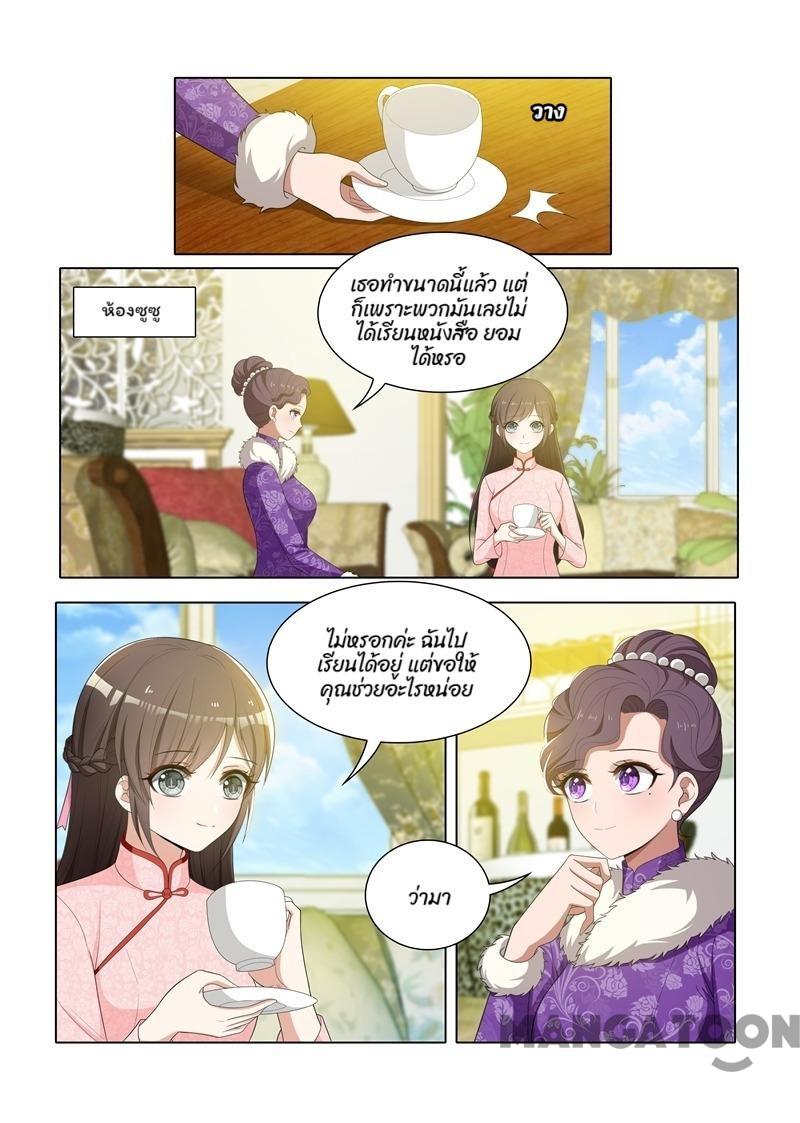 วาง
ห้องซูซู
เธอทำขนาดนี้แล้ว แต่
ก็เพราะพวกมันเลยไม่
ได้เรียนหนังสือ ยอม
ได้หรอ
ไม่หรอกค่ะ ฉันไป
เรียนได้อยู่ แต่ขอให้
คุณช่วยอะไรหน่อย
ว่ามา
MANGATOON